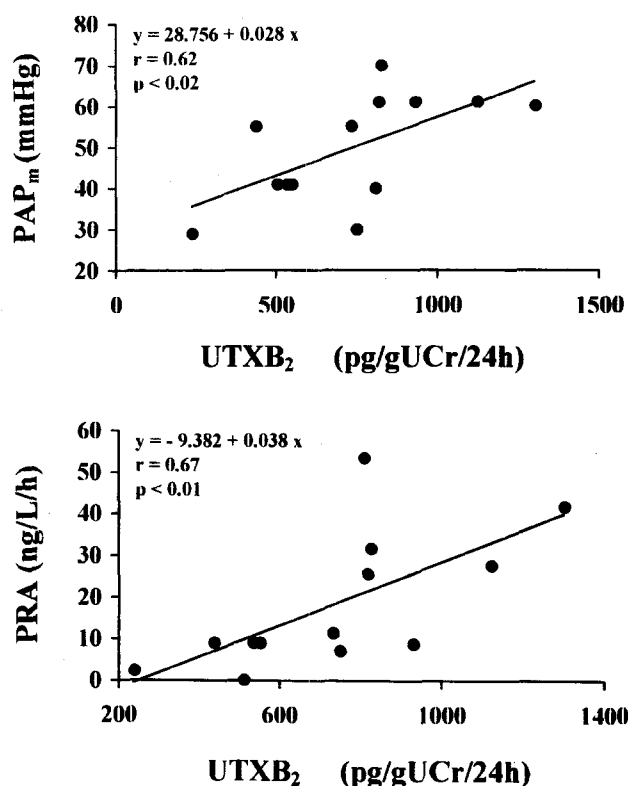 y = 28.756 + 0.028 x
r = 0.62
p < 0.02
80
70
60
50
40
30
20
PAPm (mmHg)
0 500 1000 1500
UTXB2 (pg/gUCr/24h)
y = - 9.382 + 0.038 x
r = 0.67
p < 0.01
60
50
40
30
20
10
0
PRA (ng/L/h)
200 600 1000 1400
UTXB2 (pg/gUCr/24h)